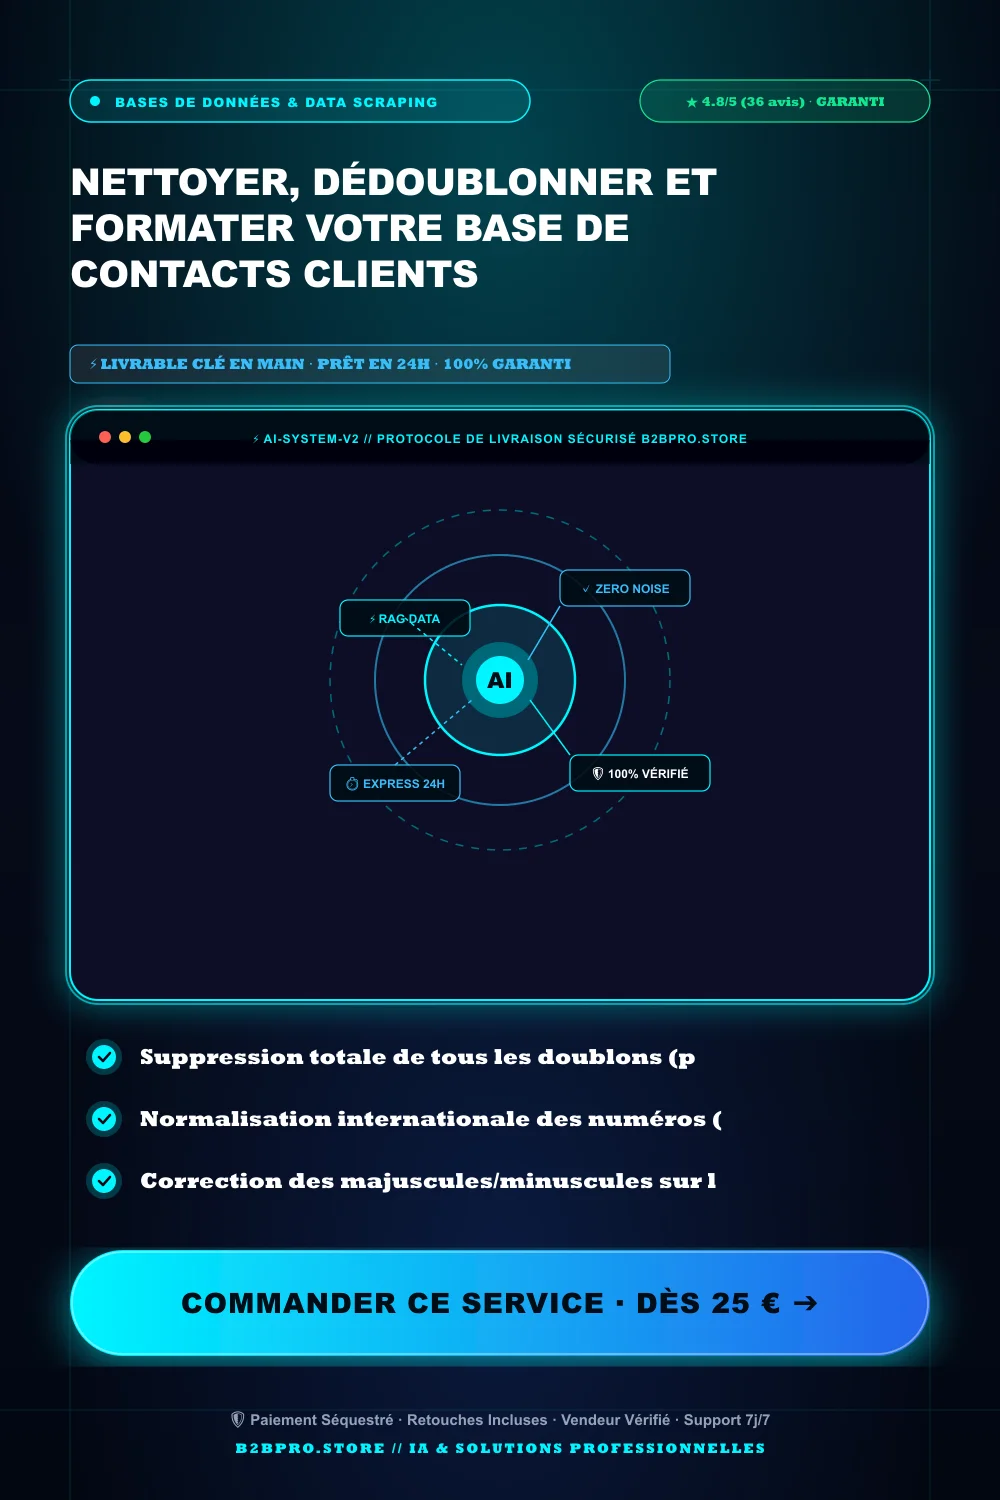 BASES DE DONNÉES & DATA SCRAPING
★ 4.8/5 (36 avis) · GARANTI
NETTOYER, DÉDOUBLONNER ET
FORMATER VOTRE BASE DE
CONTACTS CLIENTS
⚡ LIVRABLE CLÉ EN MAIN · PRÊT EN 24H · 100% GARANTI
⚡ AI-SYSTEM-V2 // PROTOCOLE DE LIVRAISON SÉCURISÉ B2BPRO.STORE
✓ ZERO NOISE
⚡ RAG DATA
AI
🛡 100% VÉRIFIÉ
⏱ EXPRESS 24H
Suppression totale de tous les doublons (p
Normalisation internationale des numéros (
Correction des majuscules/minuscules sur l
COMMANDER CE SERVICE · DÈS 25 € ➔
🛡 Paiement Séquestré · Retouches Incluses · Vendeur Vérifié · Support 7j/7
B2BPRO.STORE // IA & SOLUTIONS PROFESSIONNELLES